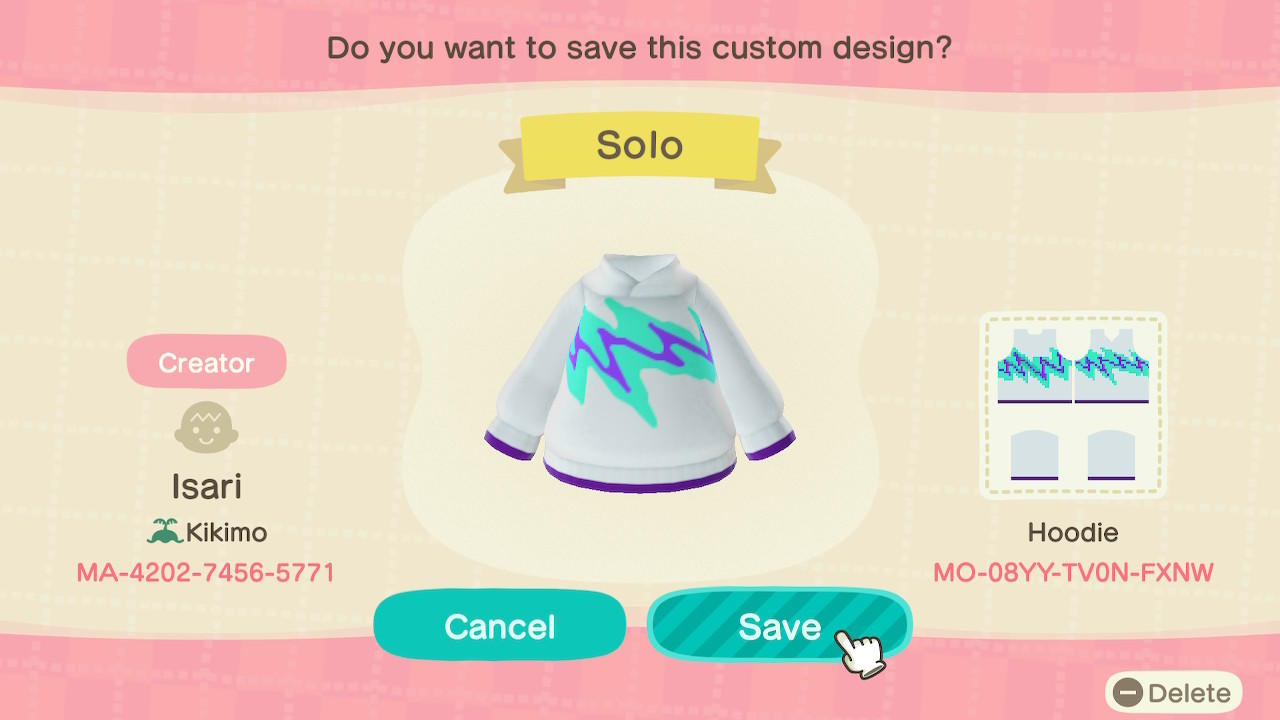 Do you want to save this custom design?
Solo
Creator
Isari
Kikimo
MA-4202-7456-5771
Hoodie
MO-08YY-TV0N-FXNW
Cancel
Save
Delete